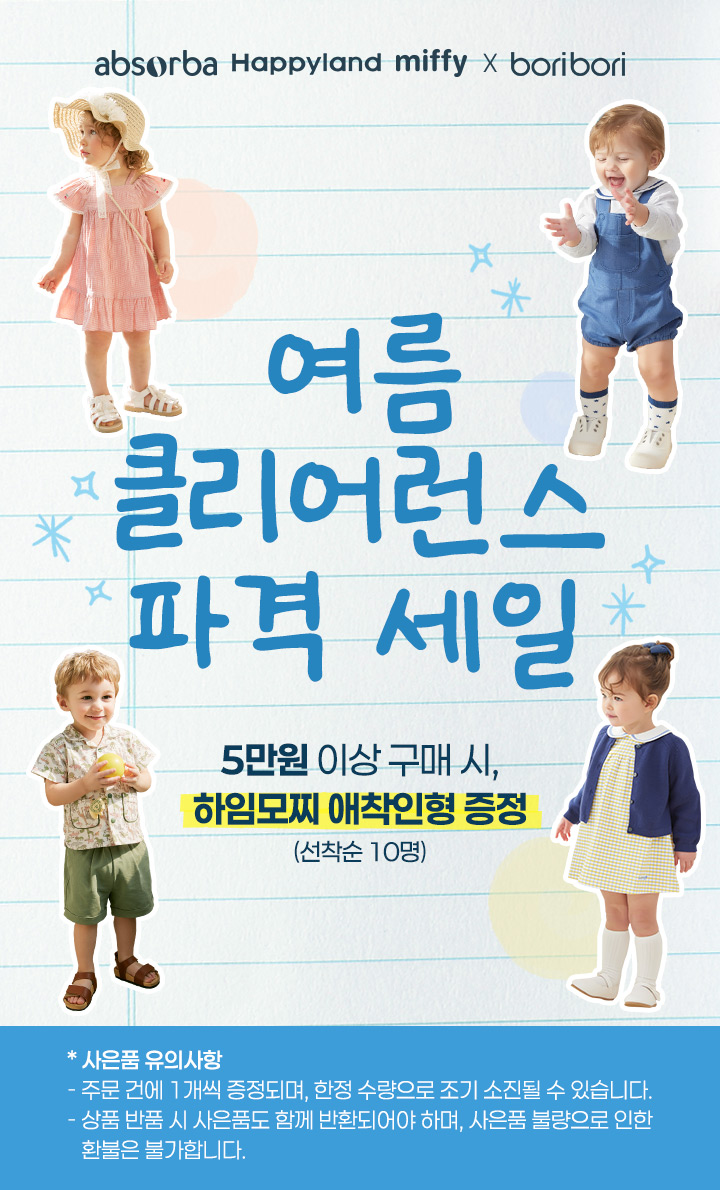 absorba Happyland miffy X boribori
여름
클리어런스
파격 세일
5만원 이상 구매 시,
하임모찌 애착인형 증정
(선착순 10명)
* 사은품 유의사항
- 주문 건에 1개씩 증정되며, 한정 수량으로 조기 소진될 수 있습니다.
- 상품 반품 시 사은품도 함께 반환되어야 하며, 사은품 불량으로 인한
환불은 불가합니다.